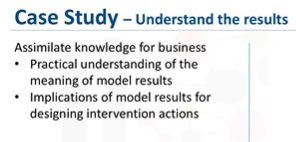 Case Study – Understand the results
Assimilate knowledge for business
• Practical understanding of the
meaning of model results
• Implications of model results for
designing intervention actions